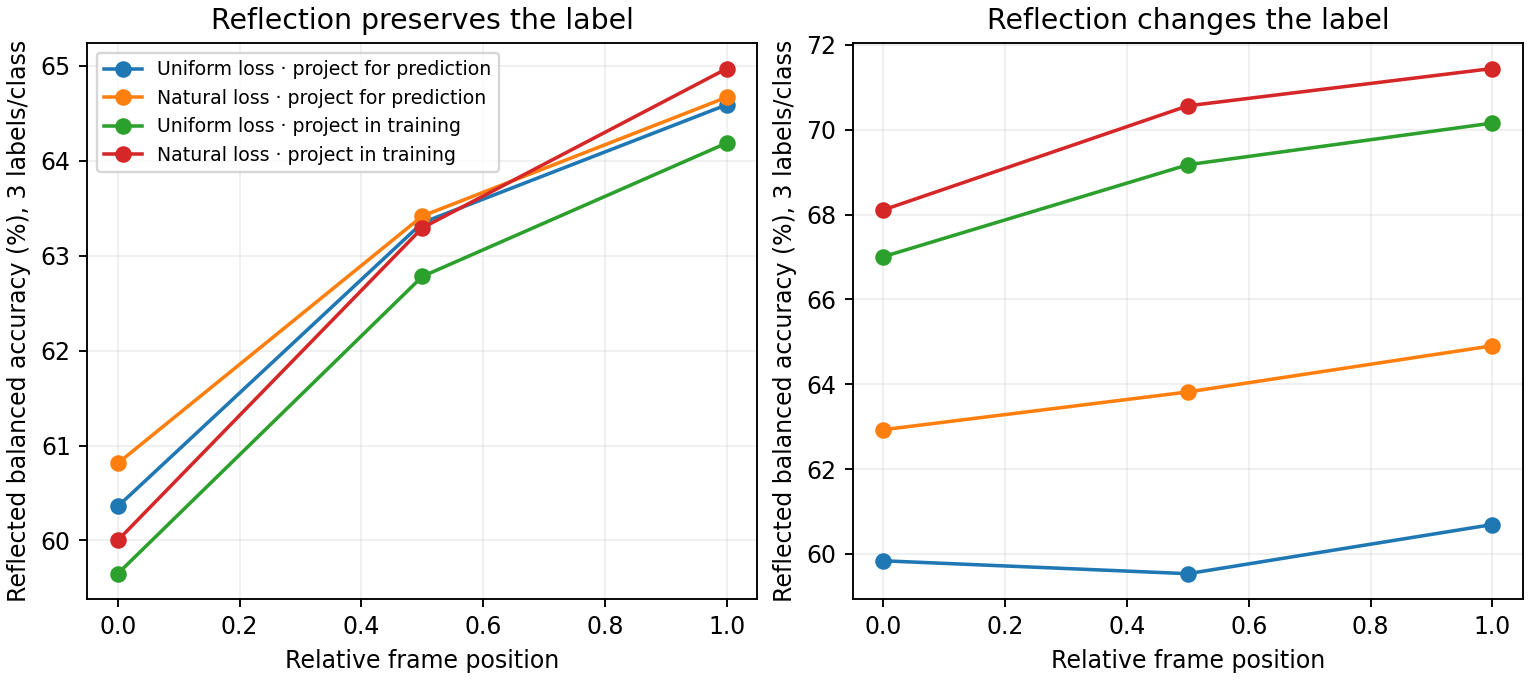 Reflection preserves the label
Reflected balanced accuracy (%), 3 labels/class
65
64
63
62
61
60
Uniform loss · project for prediction
Natural loss · project for prediction
Uniform loss · project in training
Natural loss · project in training
0.0 0.2 0.4 0.6 0.8 1.0
Relative frame position
Reflection changes the label
Reflected balanced accuracy (%), 3 labels/class
72
70
68
66
64
62
60
0.0 0.2 0.4 0.6 0.8 1.0
Relative frame position